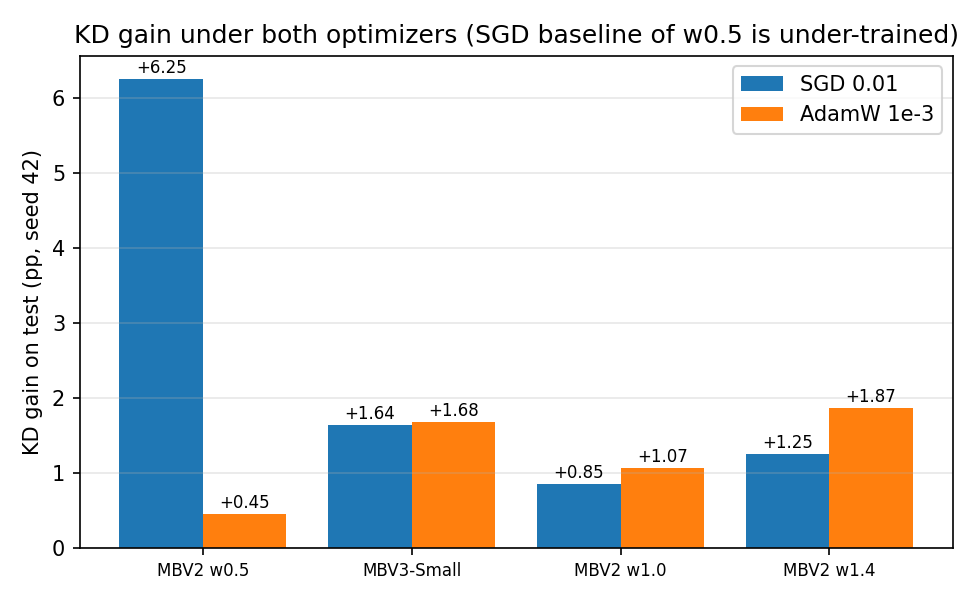 KD gain under both optimizers (SGD baseline of w0.5 is under-trained)
SGD 0.01
AdamW 1e-3
KD gain on test (pp, seed 42)
6
5
4
3
2
1
0
+6.25
+0.45
+1.64
+1.68
+0.85
+1.07
+1.25
+1.87
MBV2 w0.5
MBV3-Small
MBV2 w1.0
MBV2 w1.4